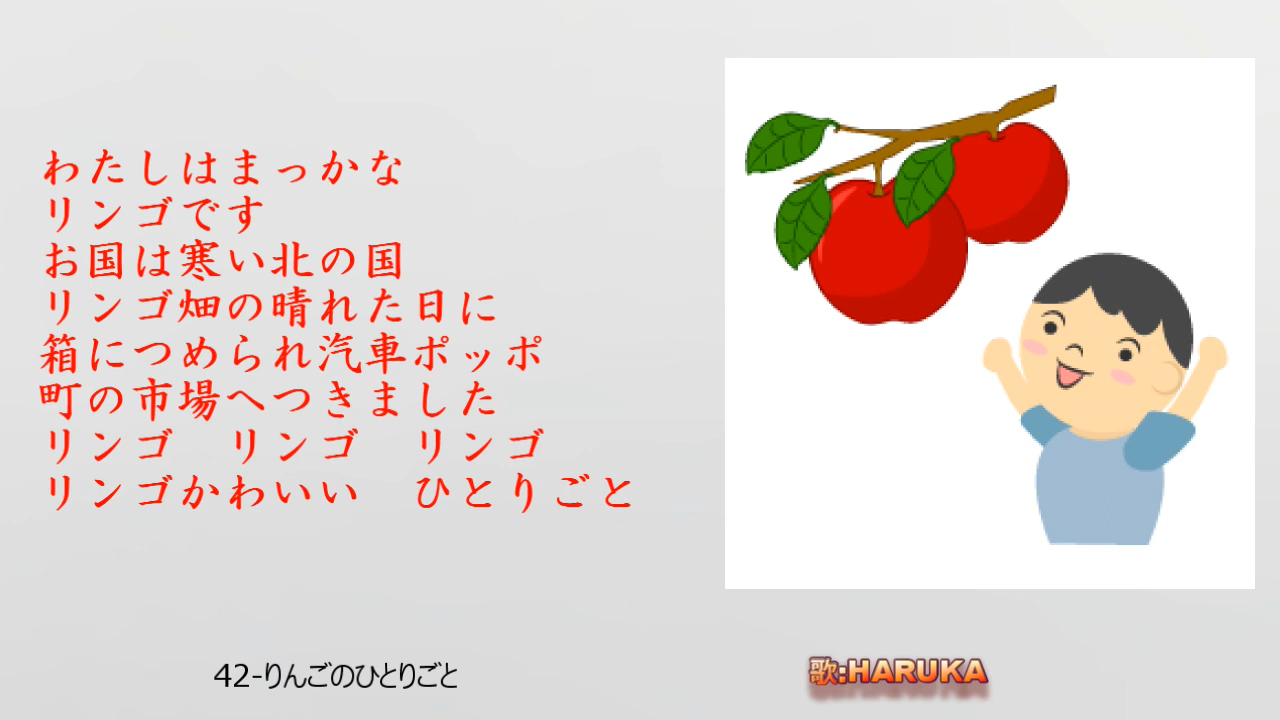 わたしはまっかな
リンゴです
お国は寒い北の国
リンゴ畑の晴れた日に
箱につめられ汽車ポッポ
町の市場へつきました
リンゴ　リンゴ　リンゴ
リンゴかわいい　ひとりごと
42-りんごのひとりごと
歌:HARUKA